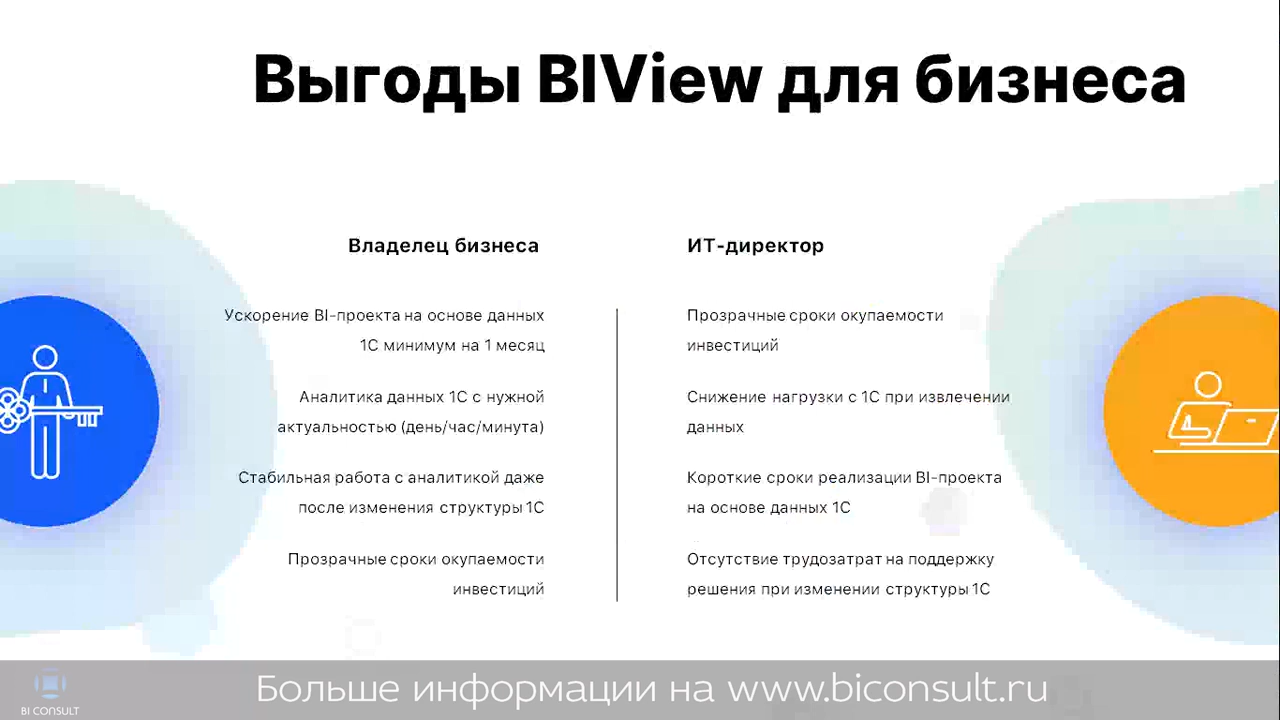 Выгоды BIView для бизнеса
Владелец бизнеса
Ускорение BI-проекта на основе данных
1С минимум на 1 месяц
Аналитика данных 1С с нужной
актуальностью (день/час/минута)
Стабильная работа с аналитикой даже
после изменения структуры 1С
Прозрачные сроки окупаемости
инвестиций
ИТ-директор
Прозрачные сроки окупаемости
инвестиций
Снижение нагрузки с 1С при извлечении
данных
Короткие сроки реализации BI-проекта
на основе данных 1С
Отсутствие трудозатрат на поддержку
решения при изменении структуры 1С
Больше информации на www.biconsult.ru
BI CONSULT